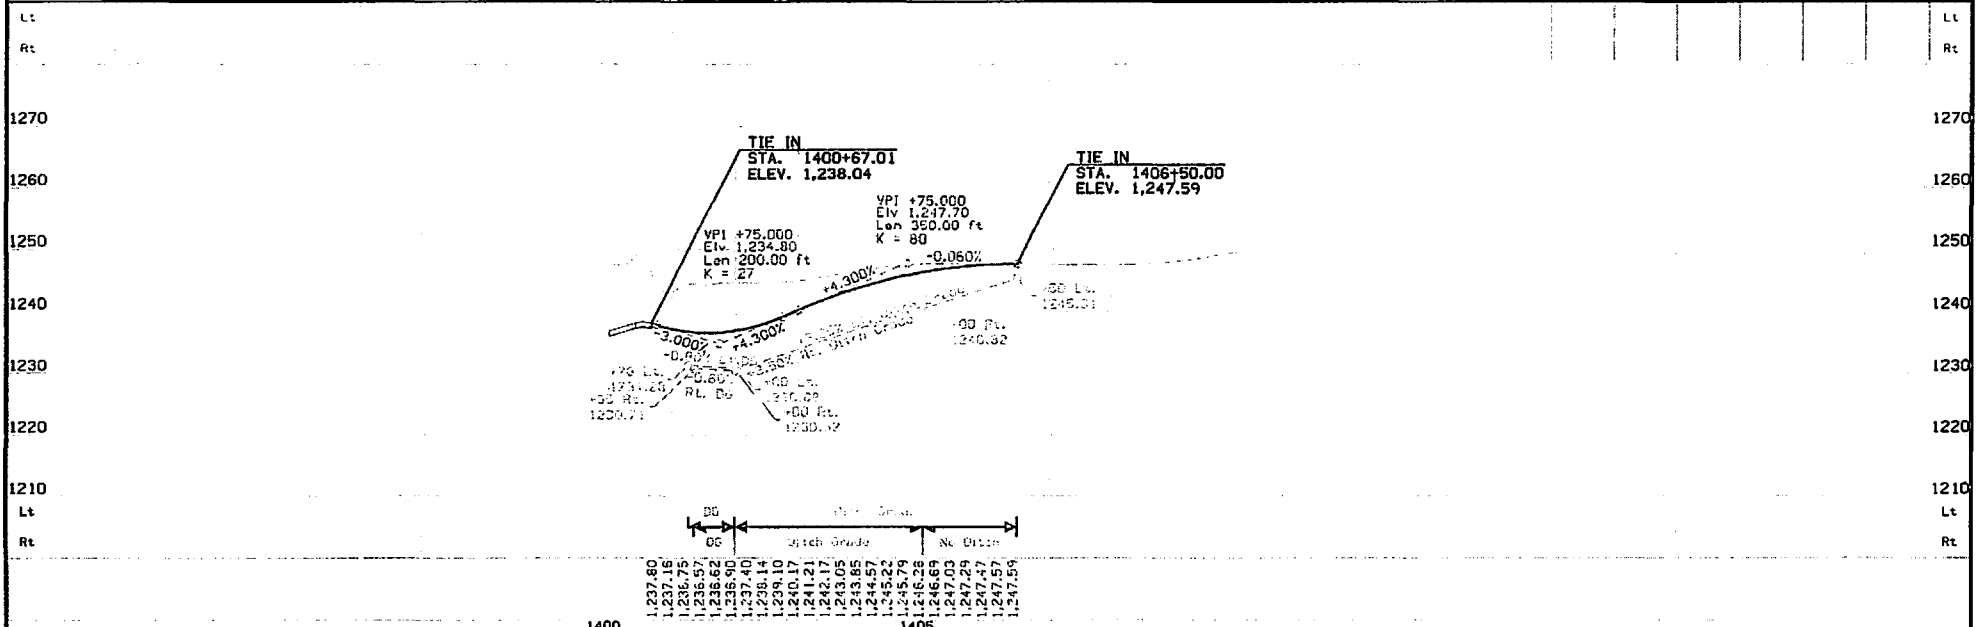 Lt
Lt
Rt
Rt
1270
1270
TIE IN
STA. 1400+67.01
ELEV. 1,238.04
TIE IN
STA. 1406+50.00
ELEV. 1,247.59
1260
1260
VPI +75.000
Elv 1,247.70
Len 350.00 ft
K = 80
VPI +75.000
Elv 1,234.80
Len 200.00 ft
K = 27
1250
1250
-0.060%
+4.300%
1240
1240
-3.000%
+4.300%
1230
1230
Rt. DG
1220
1220
1210
1210
Lt
Lt
DG
Rt
Rt
DG
Ditch Grade
No Ditch
1,237.80
1,237.16
1,236.75
1,236.57
1,236.62
1,236.90
1,237.40
1,238.14
1,239.10
1,240.17
1,241.21
1,242.17
1,243.05
1,243.85
1,244.57
1,245.22
1,245.79
1,246.28
1,246.69
1,247.03
1,247.29
1,247.47
1,247.57
1,247.59
1400
1405